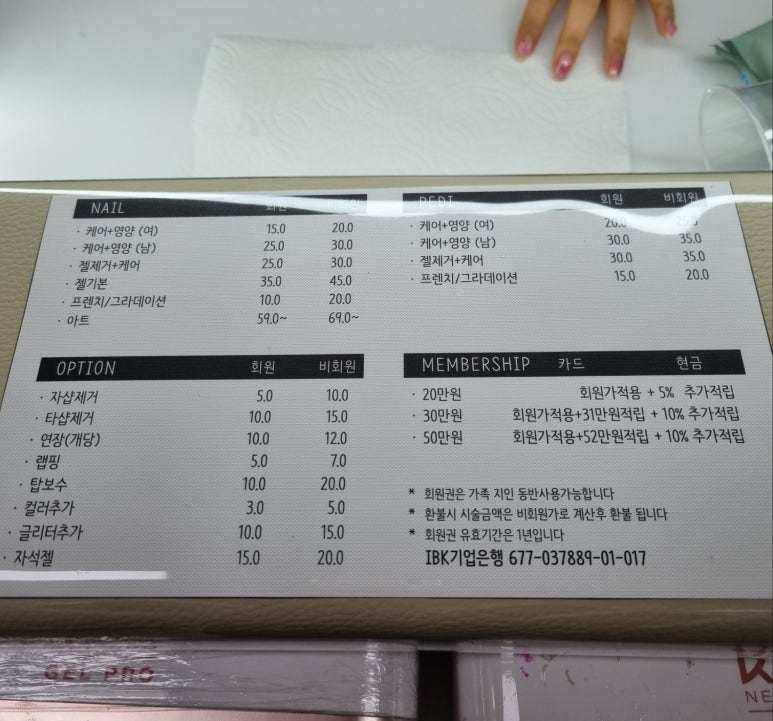 NAIL 회원 비회원
· 케어+영양 (여) 15.0 20.0
· 케어+영양 (남) 25.0 30.0
· 젤제거+케어 25.0 30.0
· 젤기본 35.0 45.0
· 프렌치/그라데이션 10.0 20.0
· 아트 59.0~ 69.0~
PEDI 회원 비회원
· 케어+영양 (여) 20.0 25.0
· 케어+영양 (남) 30.0 35.0
· 젤제거+케어 30.0 35.0
· 프렌치/그라데이션 15.0 20.0
OPTION 회원 비회원
· 자샵제거 5.0 10.0
· 타샵제거 10.0 15.0
· 연장(개당) 10.0 12.0
· 랩핑 5.0 7.0
· 탑보수 10.0 20.0
· 컬러추가 3.0 5.0
· 글리터추가 10.0 15.0
· 자석젤 15.0 20.0
MEMBERSHIP 카드 현금
· 20만원 회원가적용 + 5% 추가적립
· 30만원 회원가적용+31만원적립 + 10% 추가적립
· 50만원 회원가적용+52만원적립 + 10% 추가적립
* 회원권은 가족 지인 동반사용가능합니다
* 환불시 시술금액은 비회원가로 계산후 환불 됩니다
* 회원권 유효기간은 1년입니다
IBK기업은행 677-037889-01-017
GEL PRO
NE